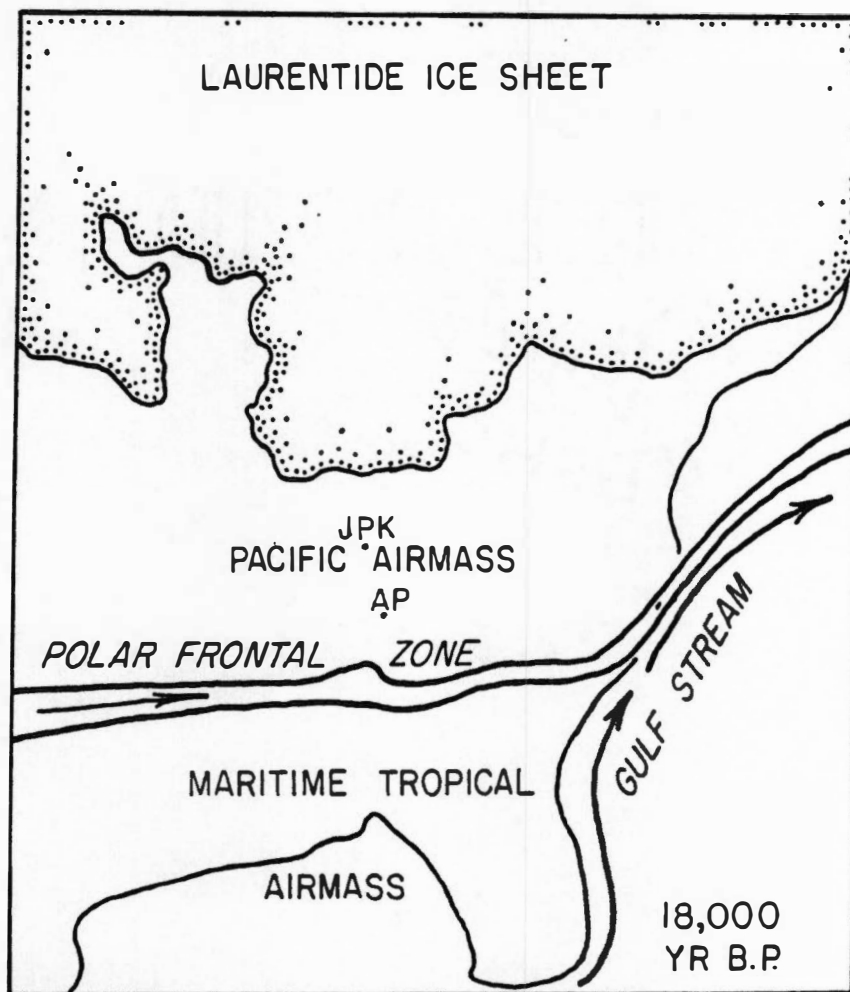 LAURENTIDE ICE SHEET
JPK
PACIFIC AIRMASS
AP
POLAR FRONTAL ZONE
GULF STREAM
MARITIME TROPICAL
AIRMASS
18,000
YR B.P.